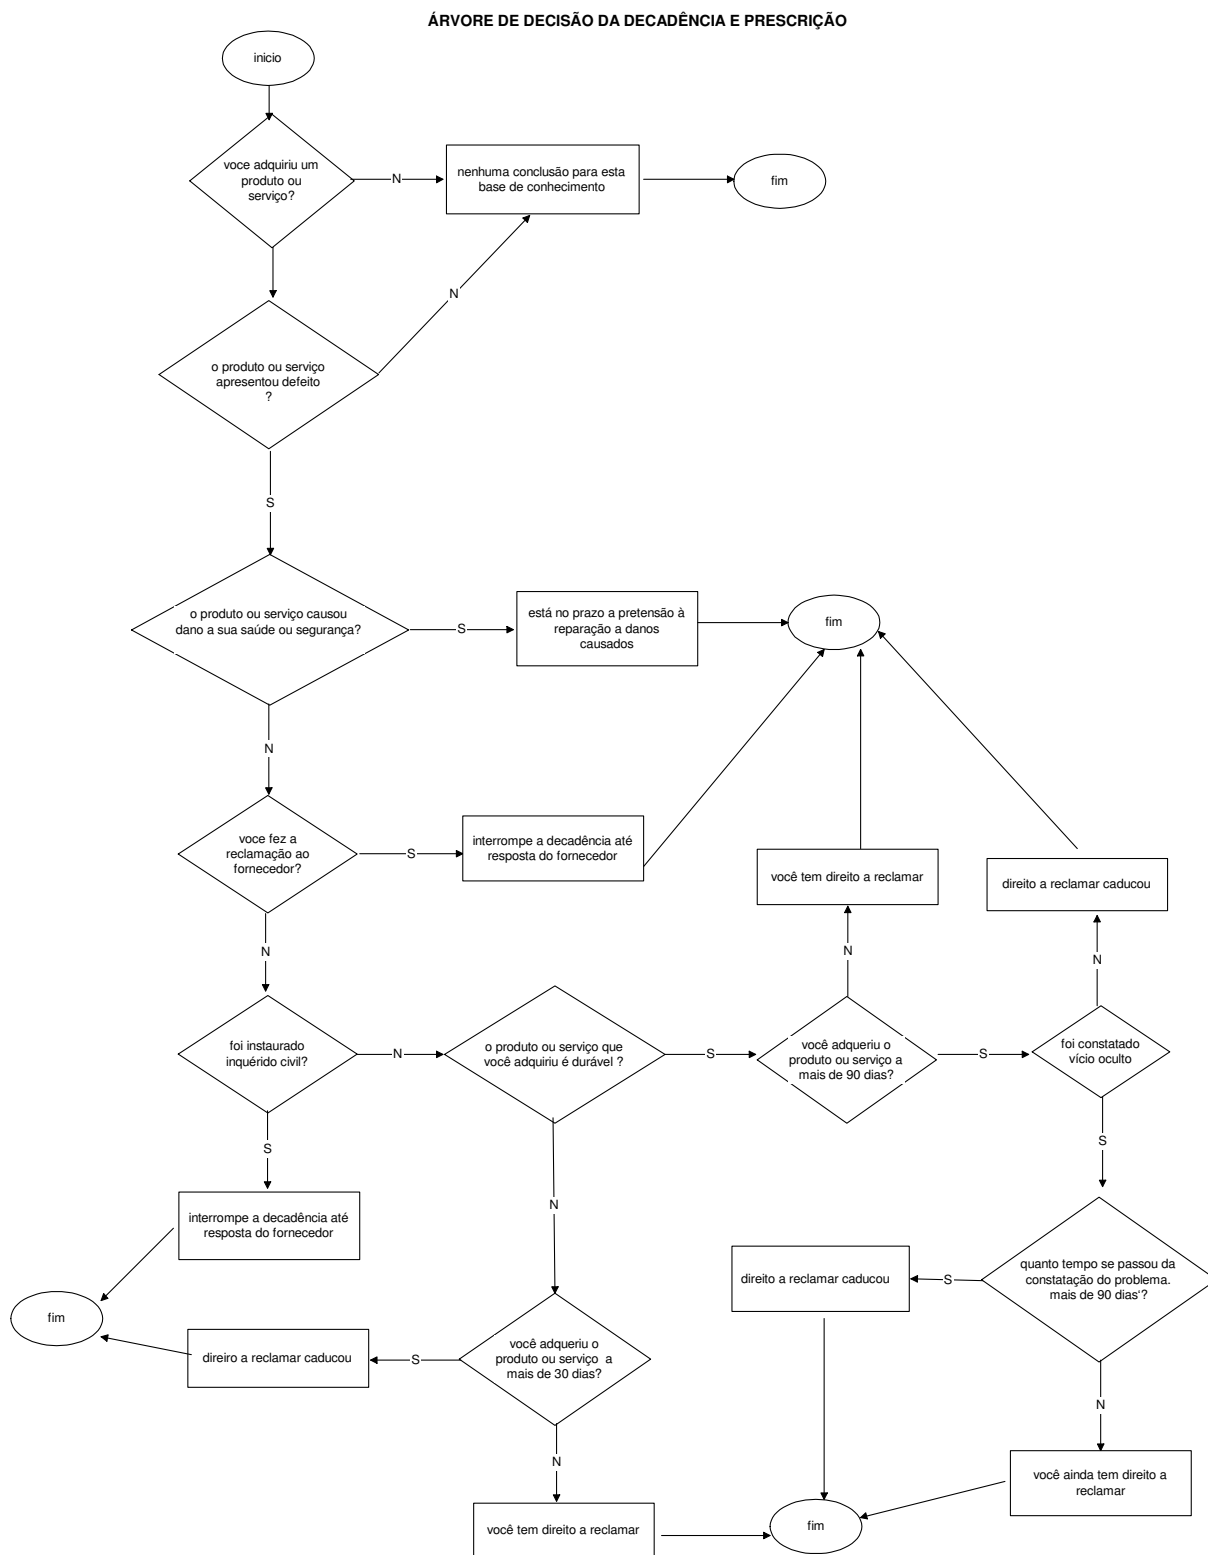 ÁRVORE DE DECISÃO DA DECADÊNCIA E PRESCRIÇÃO
inicio
voce adquiriu um
produto ou
serviço?
N
nenhuma conclusão para esta
base de conhecimento
fim
N
o produto ou serviço
apresentou defeito
?
S
o produto ou serviço causou
dano a sua saúde ou segurança?
S
está no prazo a pretensão à
reparação a danos
causados
fim
N
voce fez a
reclamação ao
fornecedor?
S
interrompe a decadência até
resposta do fornecedor
você tem direito a reclamar
direito a reclamar caducou
N
N
N
foi instaurado
inquérido civil?
N
o produto ou serviço que
você adquiriu é durável ?
S
você adqueriu o
produto ou serviço a
mais de 90 dias?
S
foi constatado
vício oculto
S
S
interrompe a decadência até
resposta do fornecedor
N
quanto tempo se passou da
constatação do problema.
mais de 90 dias'?
S
direito a reclamar caducou
fim
você adqueriu o
produto ou serviço a
mais de 30 dias?
S
direiro a reclamar caducou
N
N
você ainda tem direito a
reclamar
você tem direito a reclamar
fim